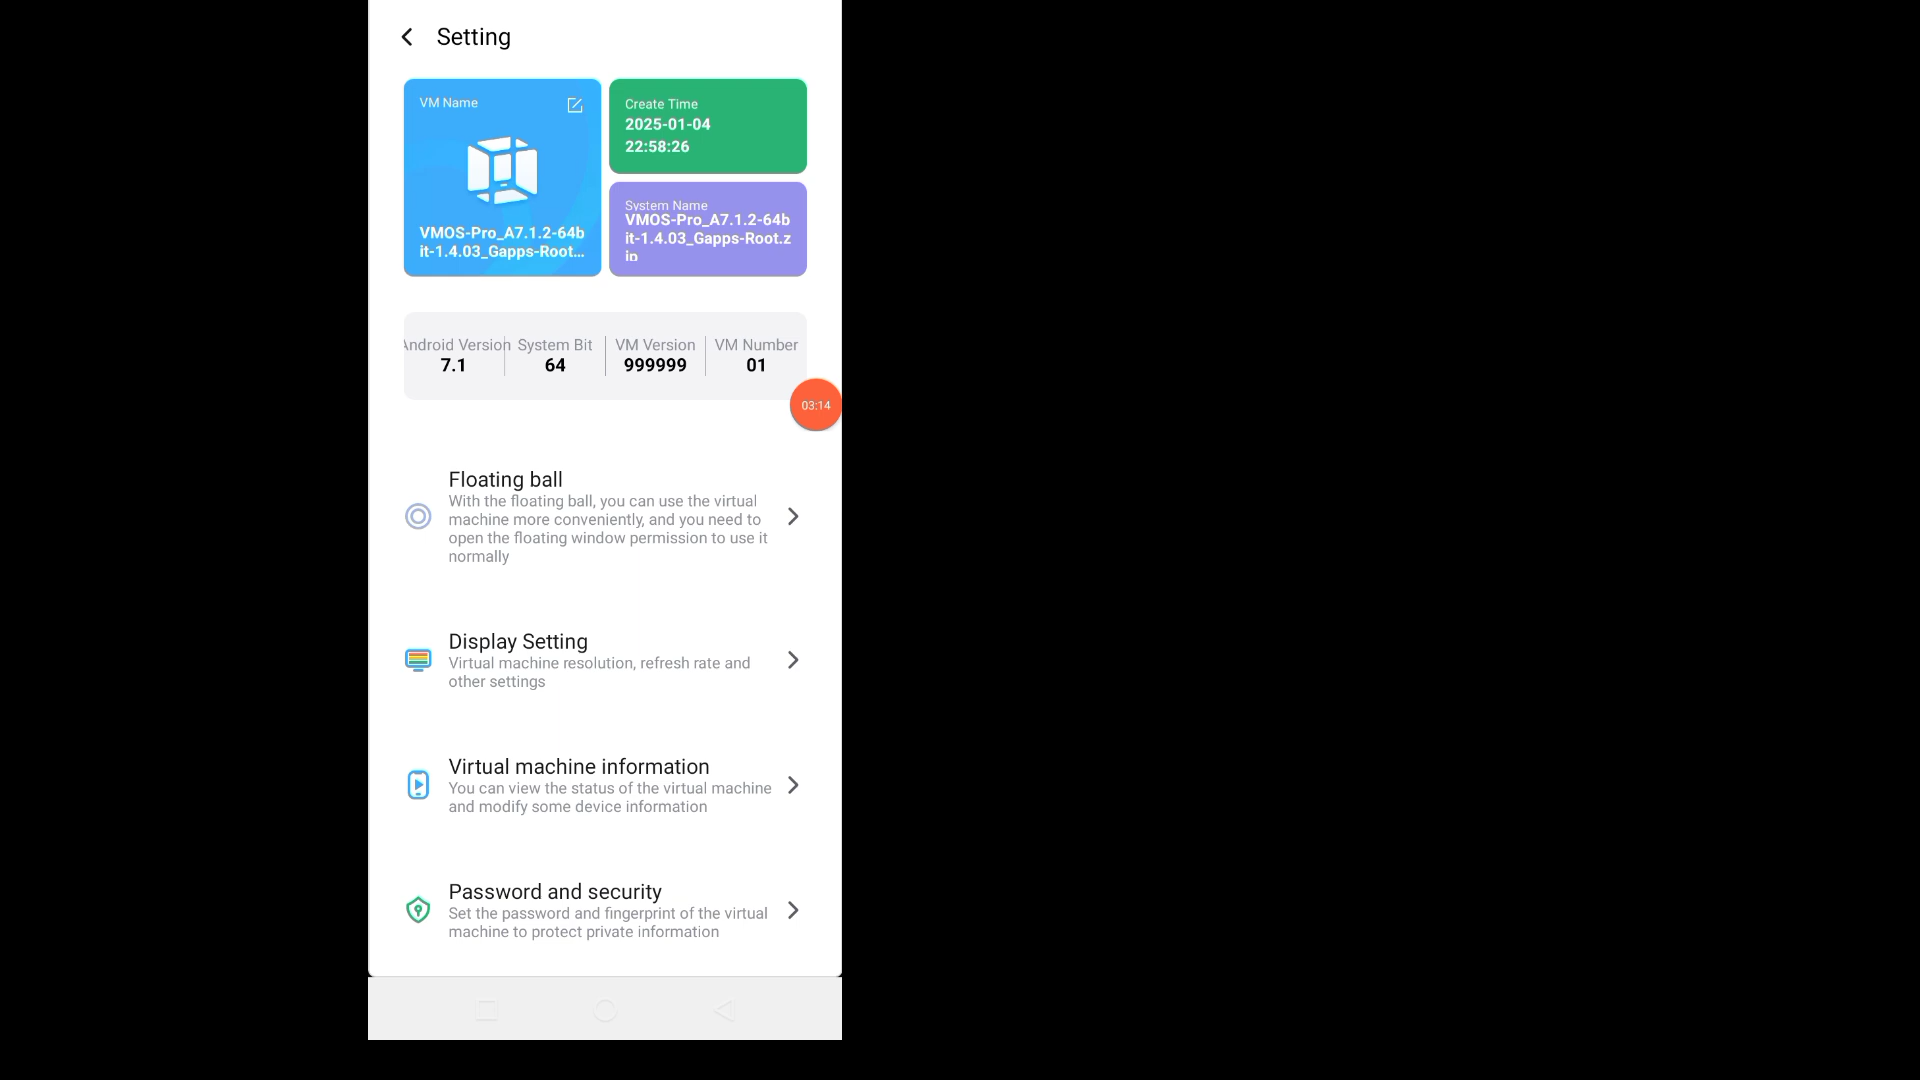 Setting
VM Name
VMOS-Pro_A7.1.2-64b
it-1.4.03_Gapps-Root...
Create Time
2025-01-04
22:58:26
System Name
VMOS-Pro_A7.1.2-64b
it-1.4.03_Gapps-Root.z
ip
Android Version
7.1
System Bit
64
VM Version
999999
VM Number
01
03:14
Floating ball
With the floating ball, you can use the virtual
machine more conveniently, and you need to
open the floating window permission to use it
normally
Display Setting
Virtual machine resolution, refresh rate and
other settings
Virtual machine information
You can view the status of the virtual machine
and modify some device information
Password and security
Set the password and fingerprint of the virtual
machine to protect private information